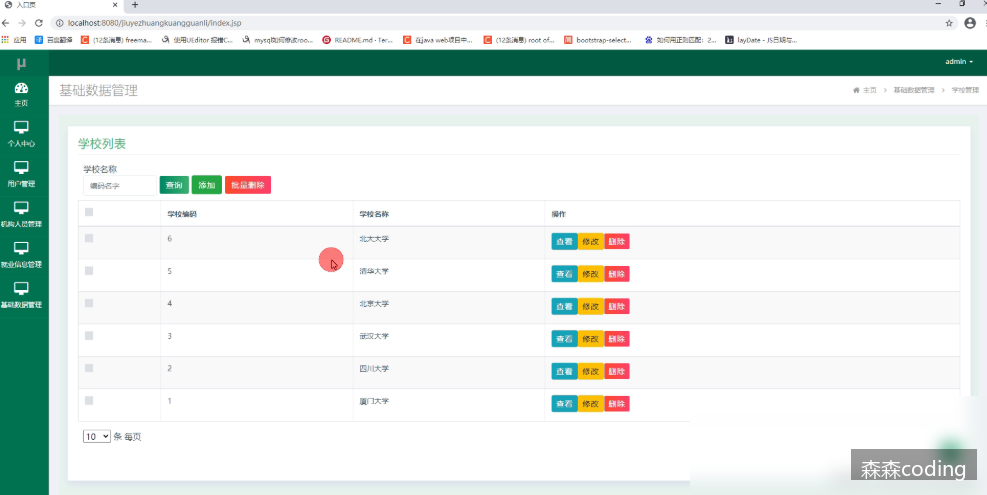 入口页
localhost:8080/jiuyezhuangkuangguanli/index.jsp
应用 百度翻译 (12条消息) freema... 使用UEditor 报错C... mysql如何修改roo... README.md · Ter... 在java web项目中... (12条消息) root of... bootstrap-select... 如何用正则匹配：2... layDate - JS日期与...
μ
admin
主页
个人中心
用户管理
机构人员管理
就业信息管理
基础数据管理
基础数据管理
主页 > 基础数据管理 > 学校管理
学校列表
学校名称
编码名字 查询 添加 批量删除
学校编码 学校名称 操作
6 北大大学 查看 修改 删除
5 清华大学 查看 修改 删除
4 北京大学 查看 修改 删除
3 武汉大学 查看 修改 删除
2 四川大学 查看 修改 删除
1 厦门大学 查看 修改 删除
10 条 每页
森森coding